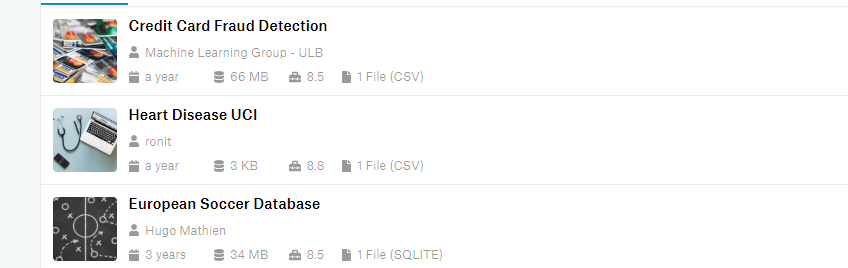 Credit Card Fraud Detection
Machine Learning Group - ULB
a year 66 MB 8.5 1 File (CSV)
Heart Disease UCI
ronit
a year 3 KB 8.8 1 File (CSV)
European Soccer Database
Hugo Mathien
3 years 34 MB 8.5 1 File (SQLITE)